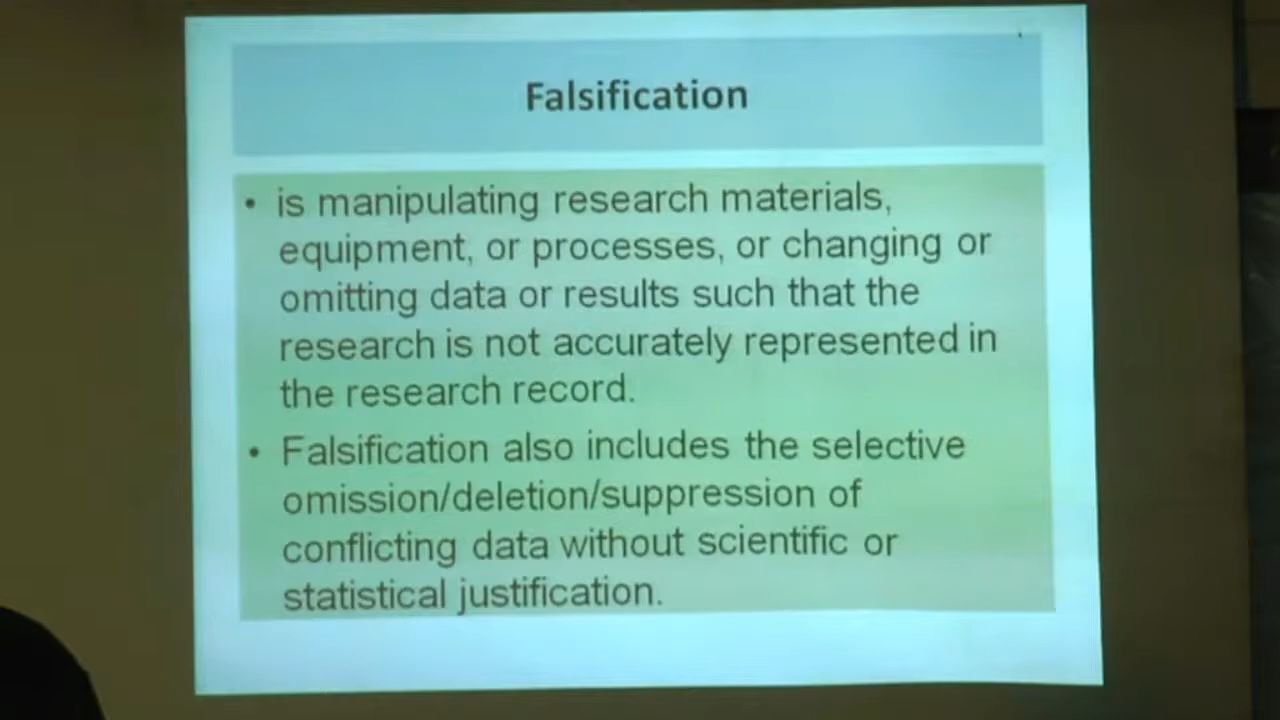 Falsification
• is manipulating research materials,
equipment, or processes, or changing or
omitting data or results such that the
research is not accurately represented in
the research record.
• Falsification also includes the selective
omission/deletion/suppression of
conflicting data without scientific or
statistical justification.